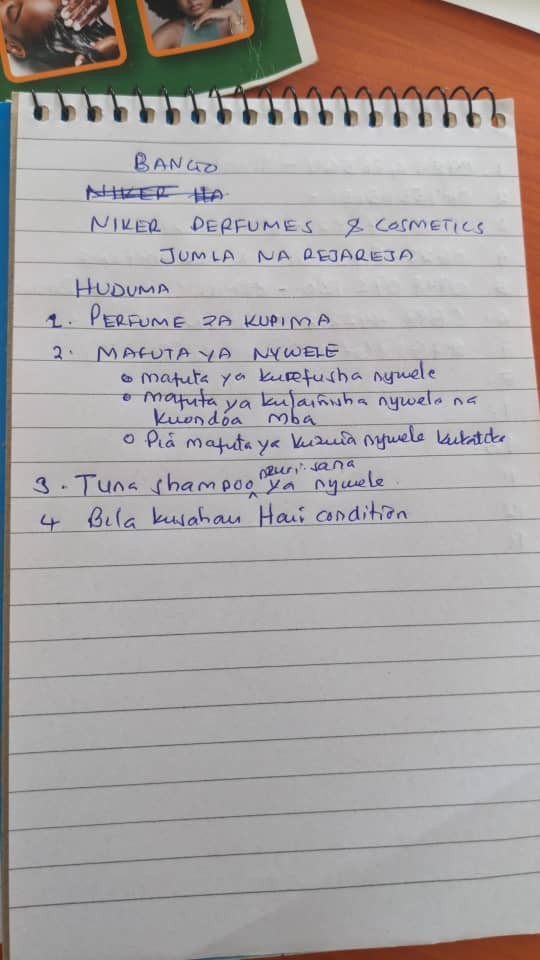 BANGO
NIKER HA
NIKER PERFUMES & COSMETICS
JUMLA NA REJAREJA
HUDUMA
1. PERFUME ZA KUPIMA
2. MAFUTA YA NYWELE
mafuta ya kurefusha nywele
mafuta ya kulainisha nywele na
kuondoa mba
Pia mafuta ya kuzuia nywele kukatika
3. Tuna shampoo nzuri sana ya nywele.
4 Bila kusahau Hair condition